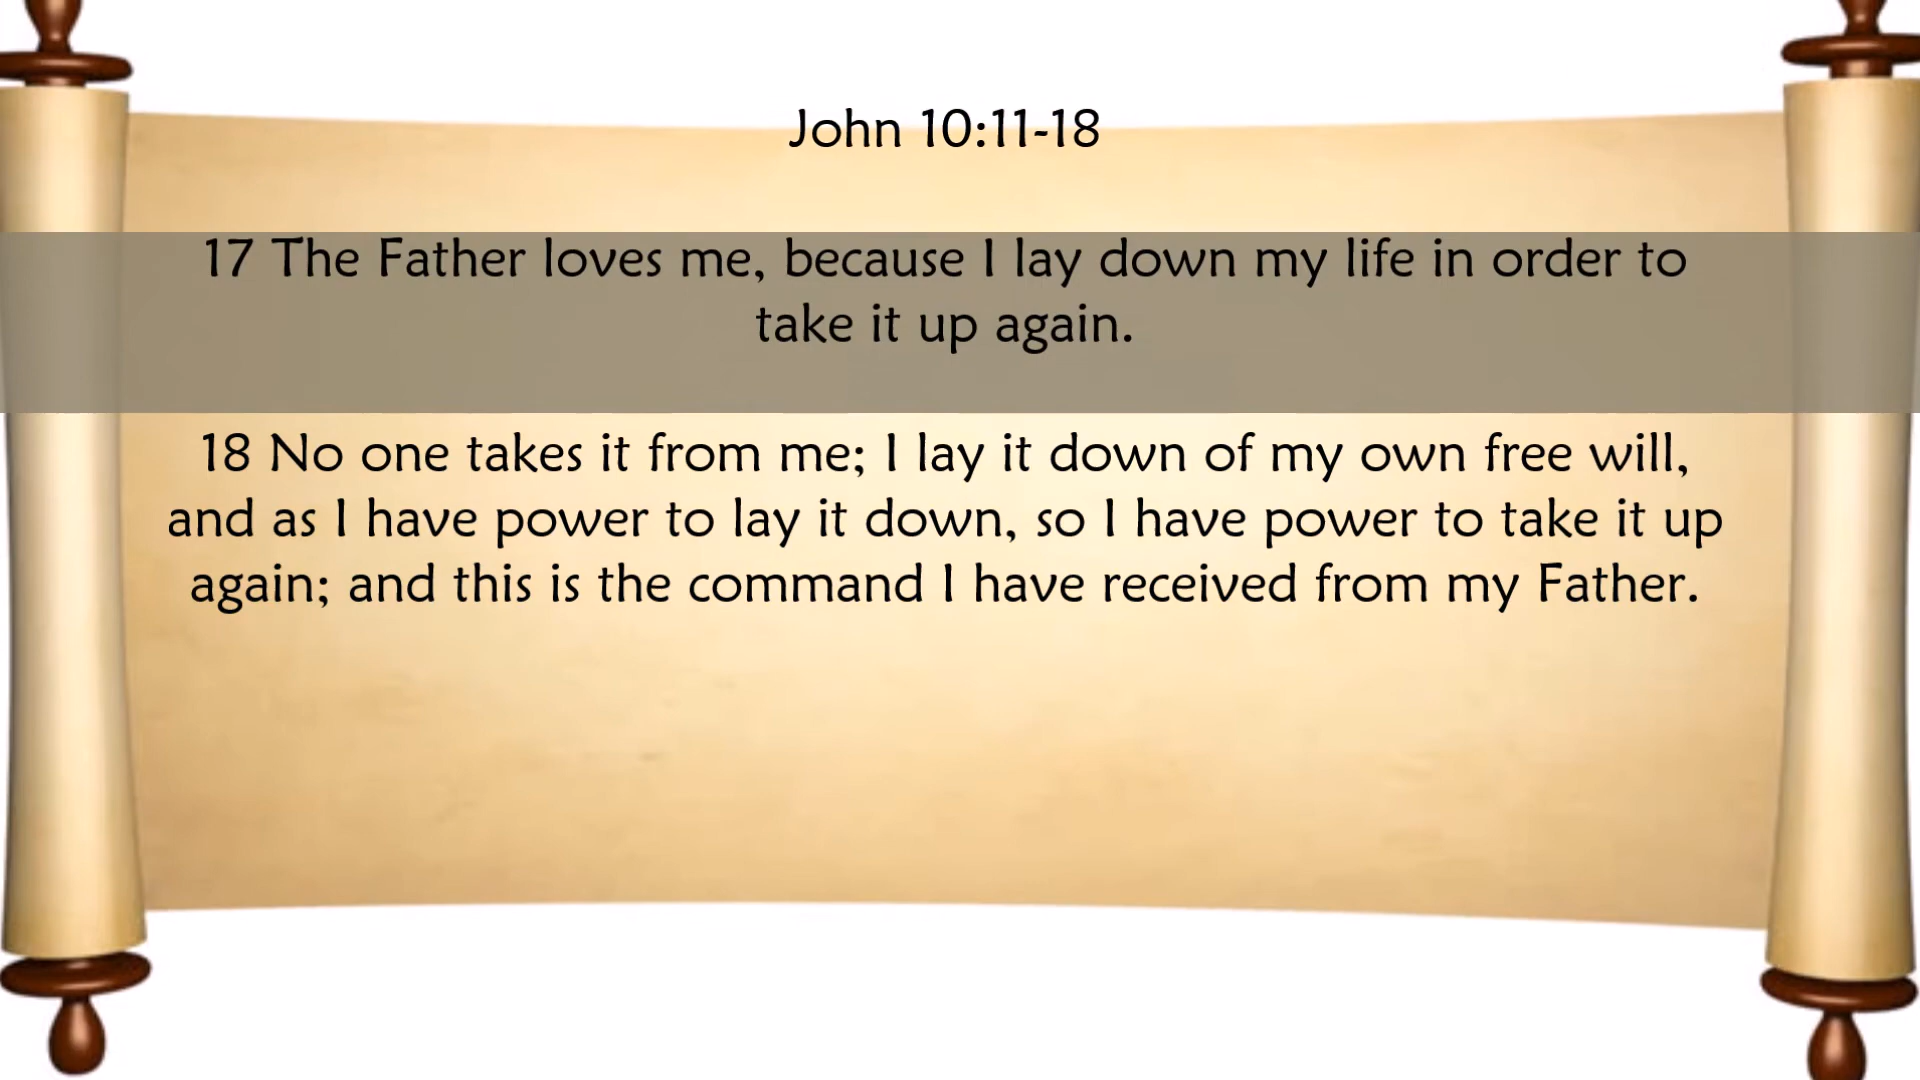 John 10:11-18
17 The Father loves me, because I lay down my life in order to
take it up again.
18 No one takes it from me; I lay it down of my own free will,
and as I have power to lay it down, so I have power to take it up
again; and this is the command I have received from my Father.